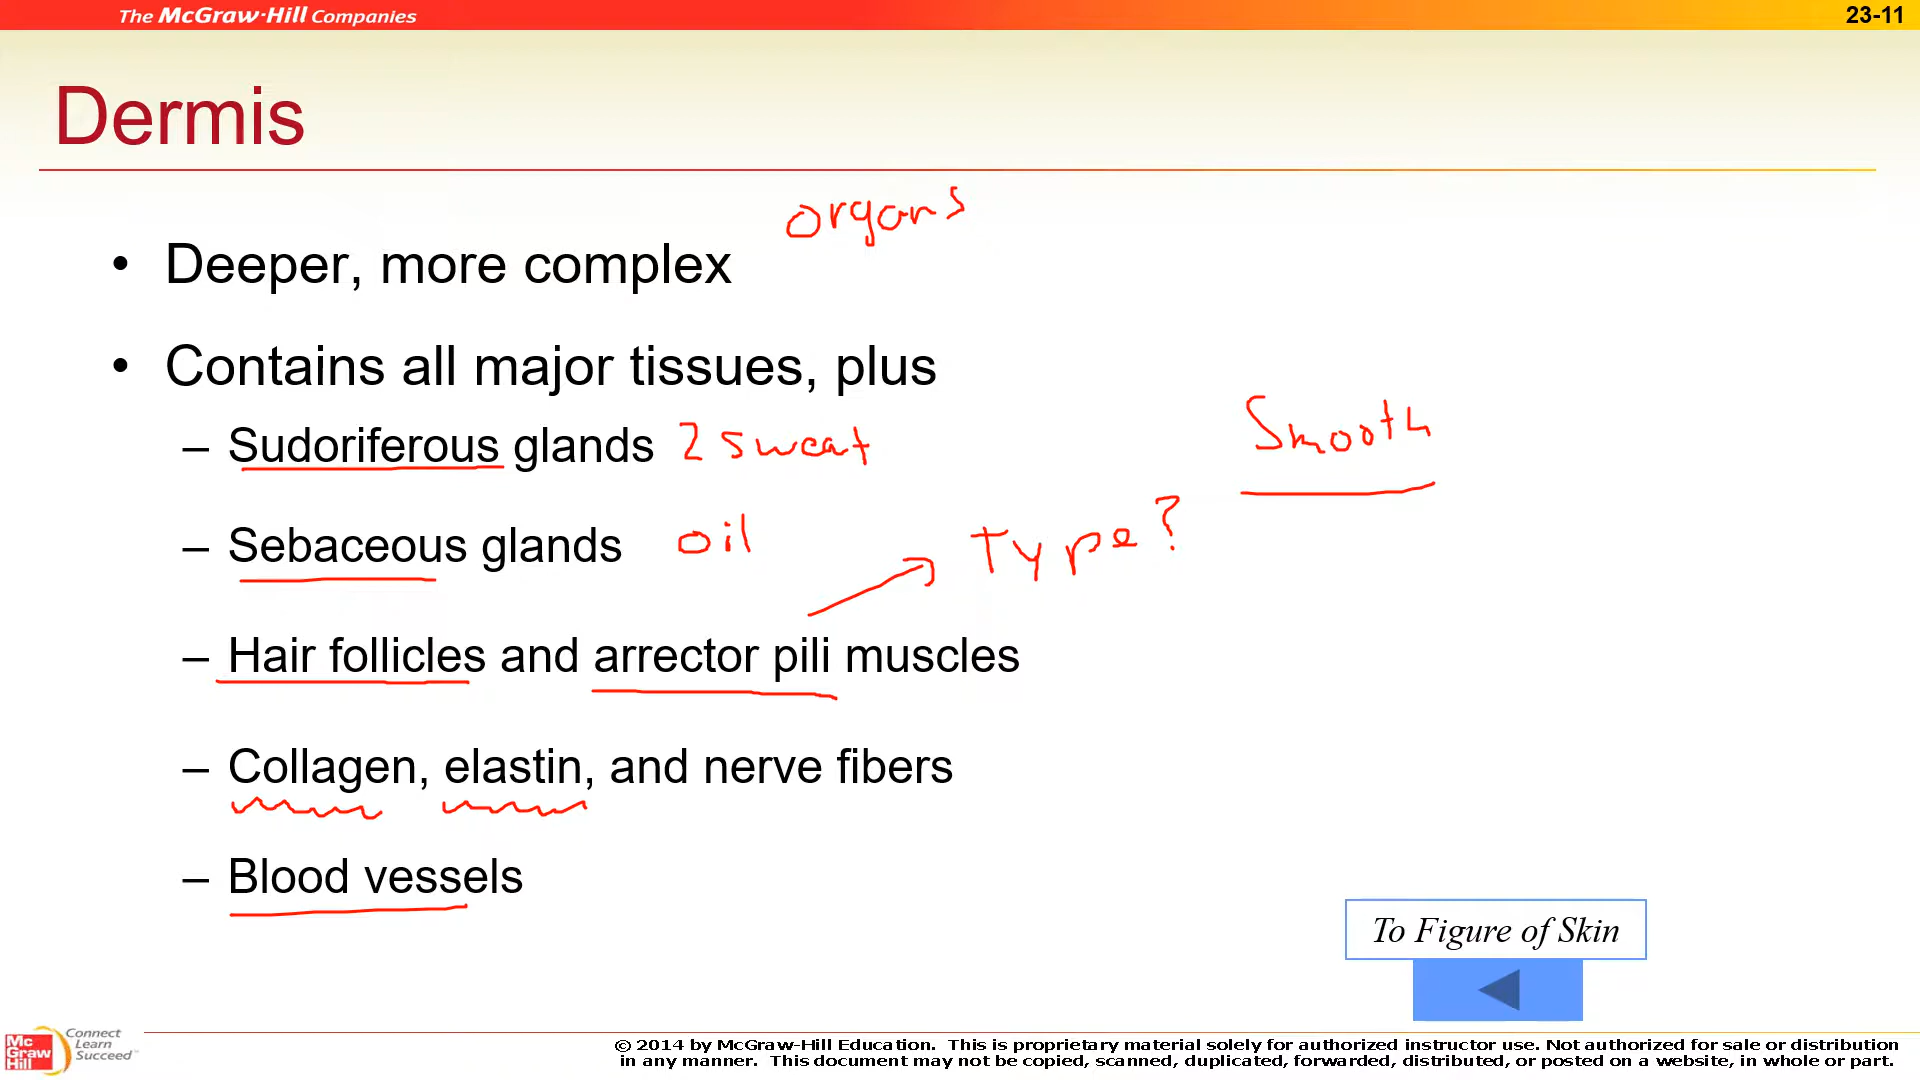 The McGraw-Hill Companies
23-11
Dermis
organs
• Deeper, more complex
• Contains all major tissues, plus
– Sudoriferous glands 2 sweat
Smooth
– Sebaceous glands oil
Type?
– Hair follicles and arrector pili muscles
– Collagen, elastin, and nerve fibers
– Blood vessels
To Figure of Skin
Mc
Graw
Hill
Connect
Learn
Succeed™
© 2014 by McGraw-Hill Education. This is proprietary material solely for authorized instructor use. Not authorized for sale or distribution
in any manner. This document may not be copied, scanned, duplicated, forwarded, distributed, or posted on a website, in whole or part.